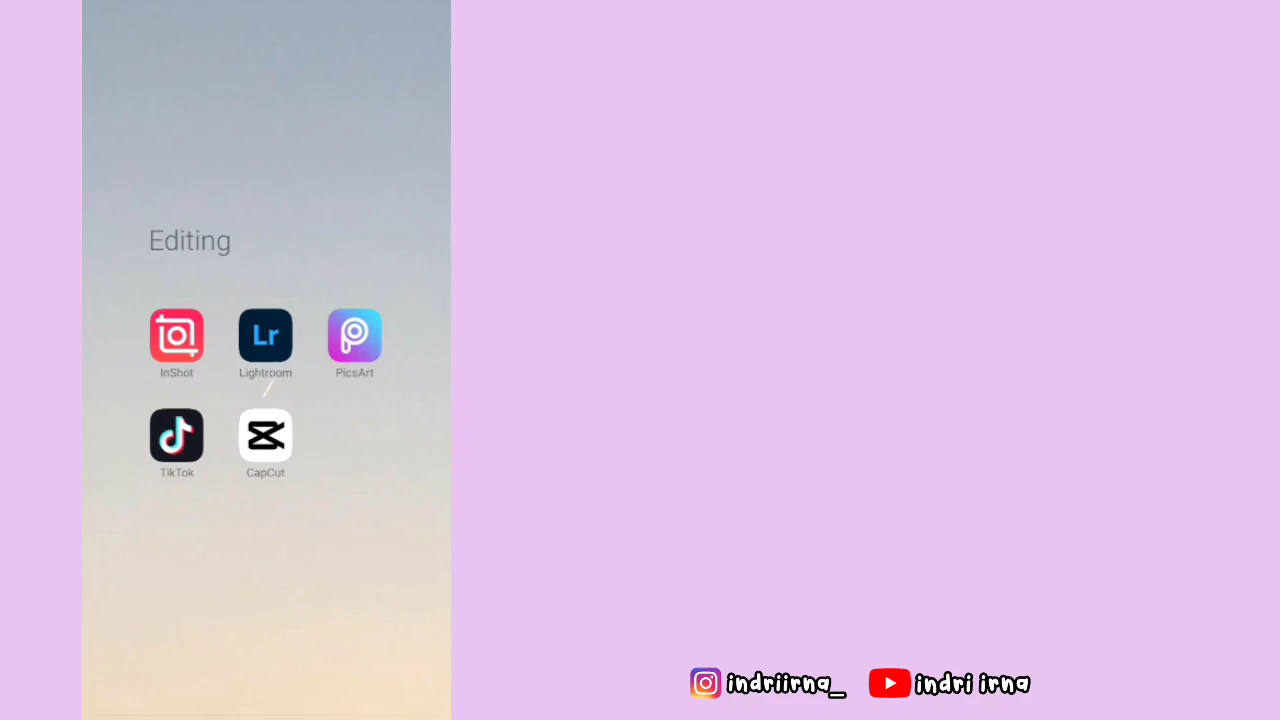 Editing
Lr
InShot
Lightroom
PicsArt
TikTok
CapCut
indriirna_
indri irna